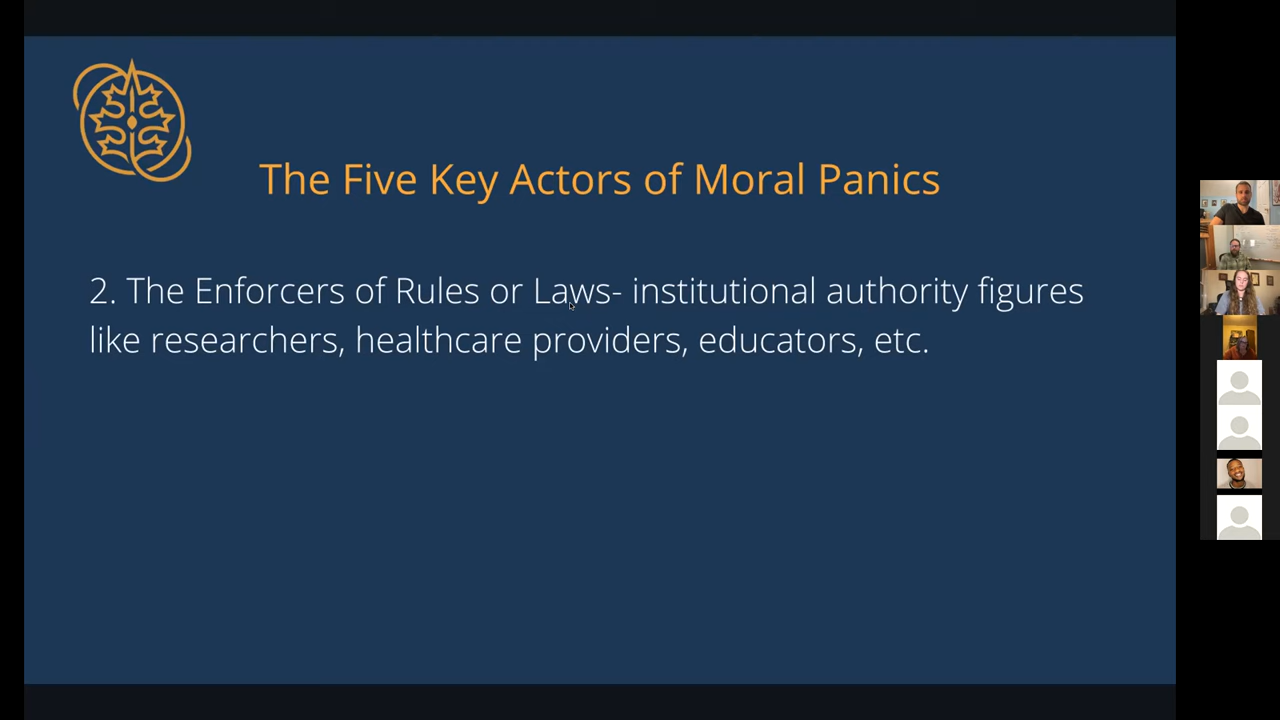 The Five Key Actors of Moral Panics
2. The Enforcers of Rules or Laws- institutional authority figures
like researchers, healthcare providers, educators, etc.